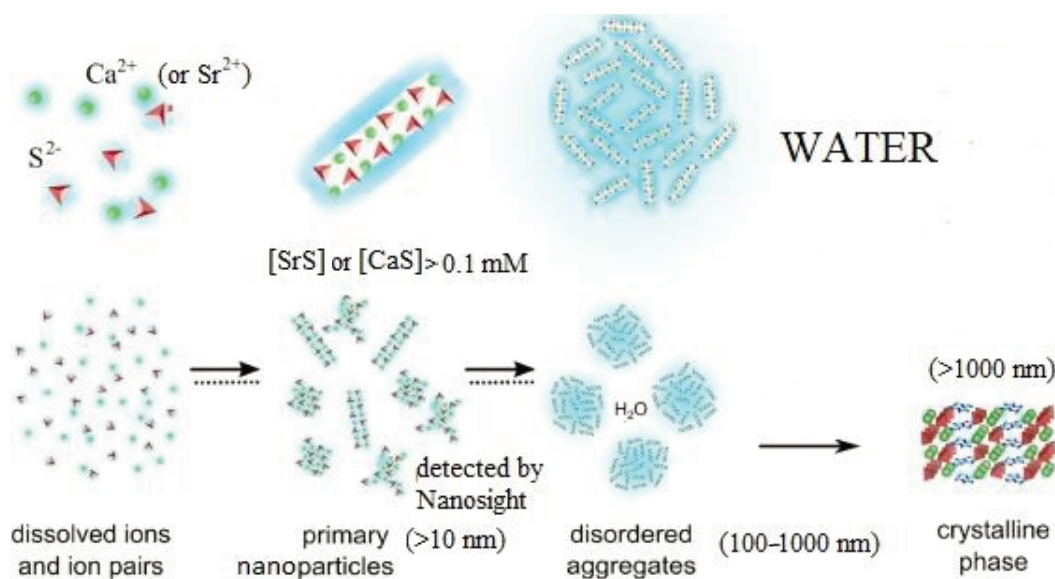 Ca²⁺ (or Sr²⁺)
S²⁻
WATER
[SrS] or [CaS]>0.1 mM
(>1000 nm)
H₂O
detected by
Nanosight
dissolved ions
and ion pairs
primary
nanoparticles
(>10 nm)
disordered
aggregates
(100–1000 nm)
crystalline
phase